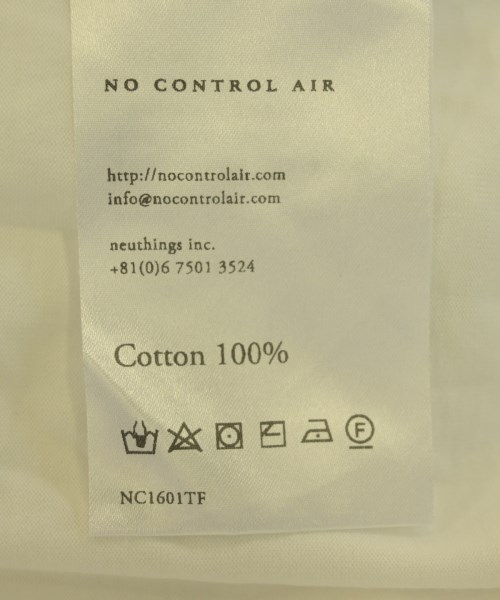 NO CONTROL AIR
http://nocontrolair.com
info@nocontrolair.com
neuthings inc.
+81(0)6 7501 3524
Cotton 100%
F
NC1601TF